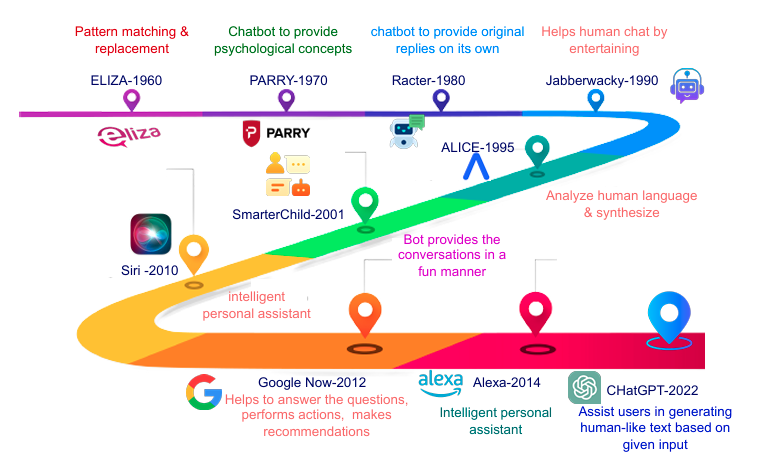 Pattern matching &
replacement
Chatbot to provide
psychological concepts
chatbot to provide original
replies on its own
Helps human chat by
entertaining
ELIZA-1960
PARRY-1970
Racter-1980
Jabberwacky-1990
eliza
P PARRY
ALICE-1995
Analyze human language
& synthesize
SmarterChild-2001
Bot provides the
conversations in a
fun manner
Siri -2010
intelligent
personal assistant
Google Now-2012
Helps to answer the questions,
performs actions, makes
recommendations
alexa
Alexa-2014
Intelligent personal
assistant
CHatGPT-2022
Assist users in generating
human-like text based on
given input